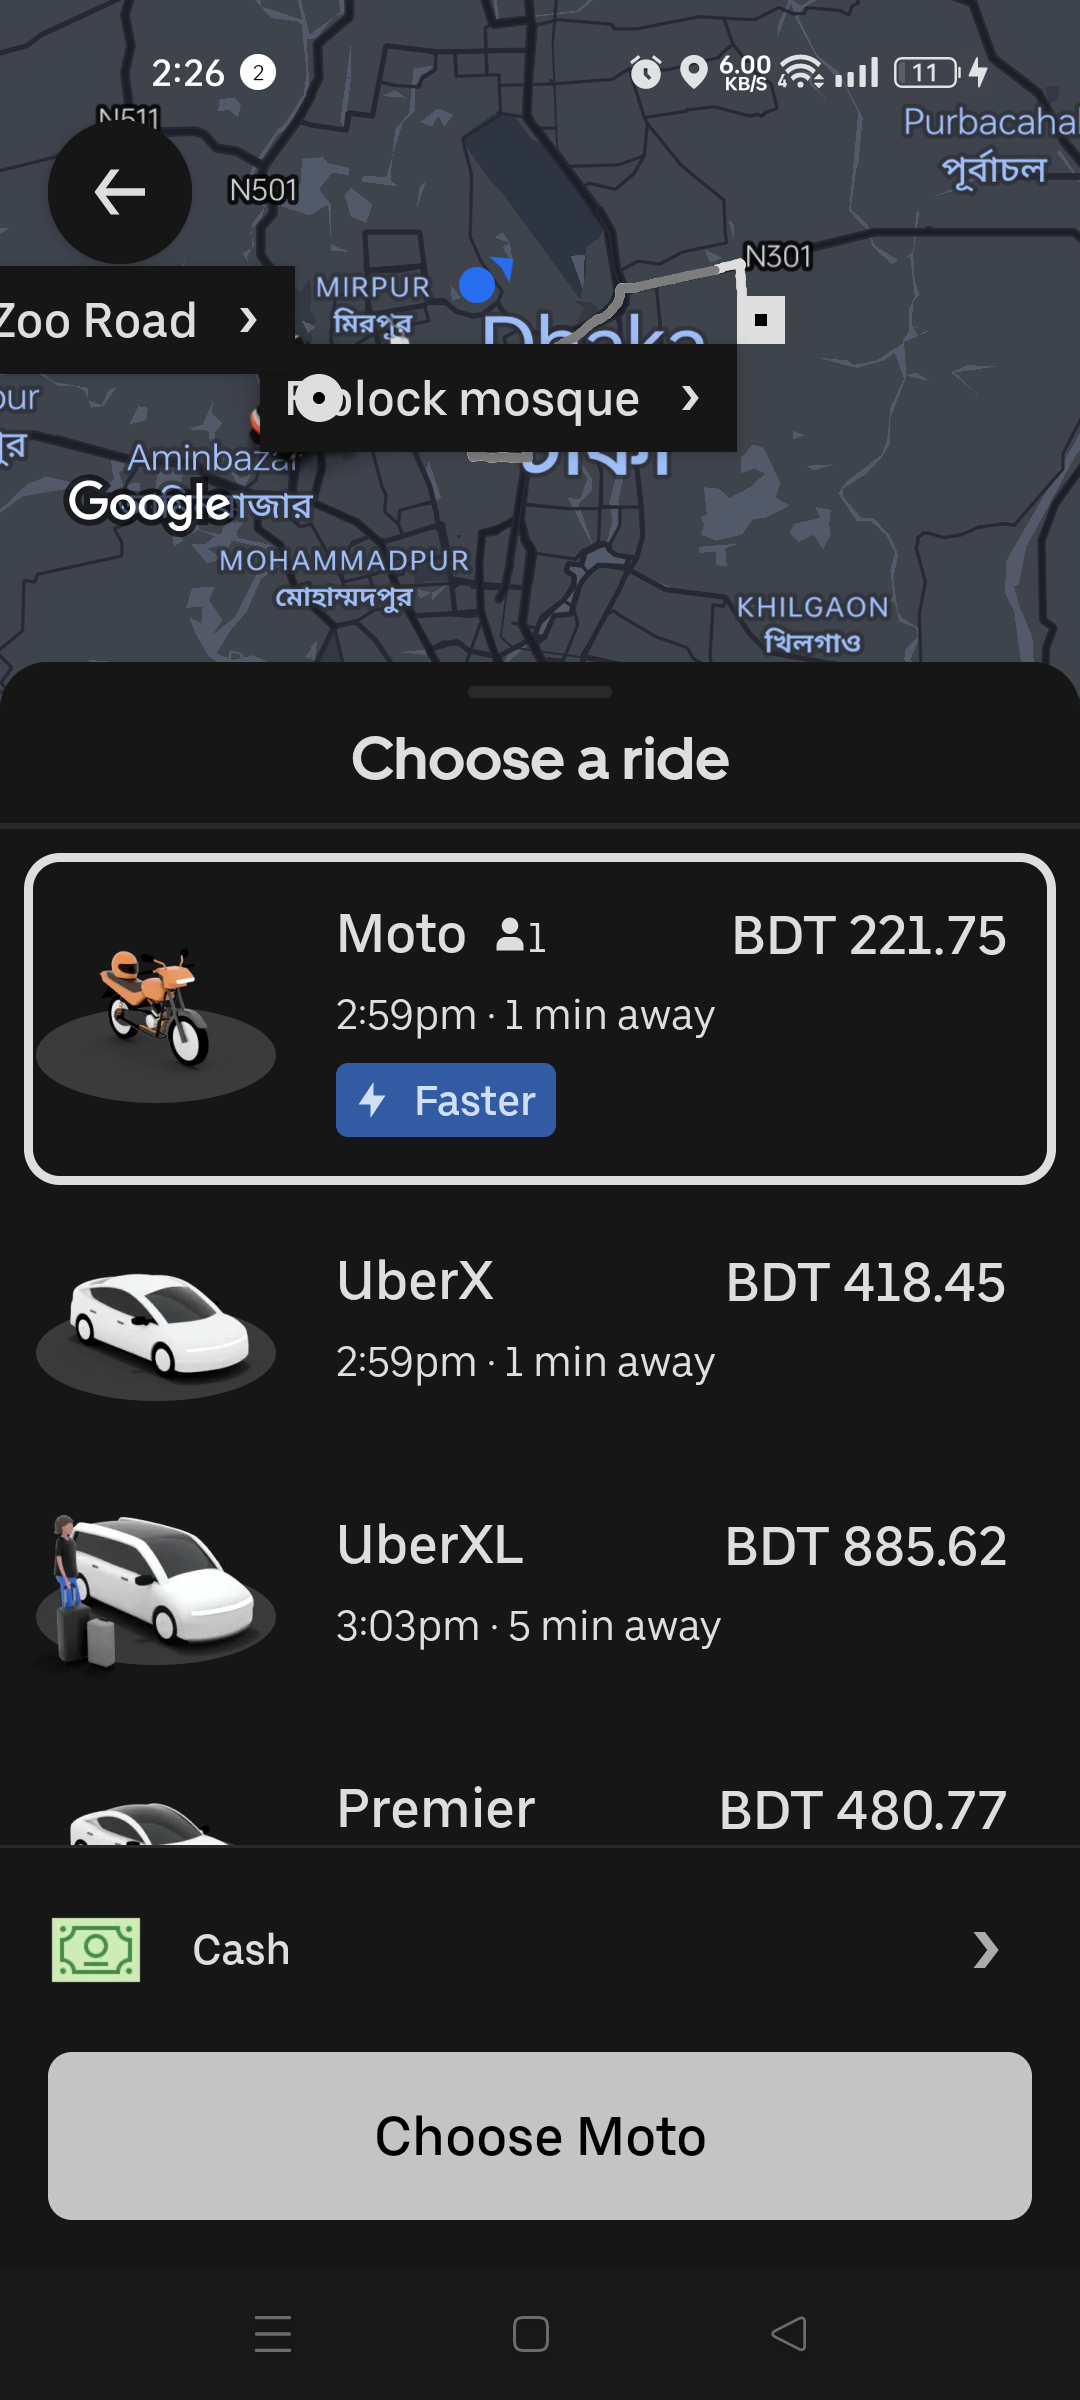 2:26 2
6.00 KB/S 4 11
N511
Purbacahal
পূর্বাচল
N501
N301
MIRPUR
মিরপুর
Zoo Road
Dhaka
block mosque
Aminbazar
Google
MOHAMMADPUR
মোহাম্মদপুর
KHILGAON
খিলগাও
Choose a ride
Moto 1 BDT 221.75
2:59pm · 1 min away
Faster
UberX BDT 418.45
2:59pm · 1 min away
UberXL BDT 885.62
3:03pm · 5 min away
Premier BDT 480.77
Cash
Choose Moto